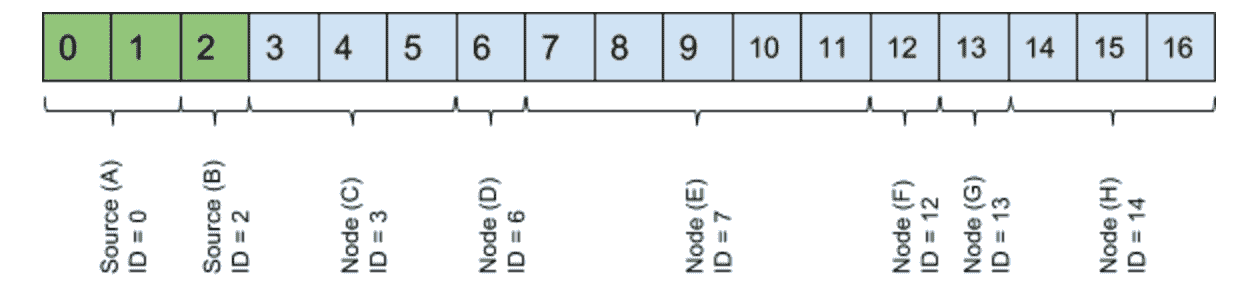 0 1 2 3 4 5 6 7 8 9 10 11 12 13 14 15 16
Source (A)
ID = 0
Source (B)
ID = 2
Node (C)
ID = 3
Node (D)
ID = 6
Node (E)
ID = 7
Node (F)
ID = 12
Node (G)
ID = 13
Node (H)
ID = 14